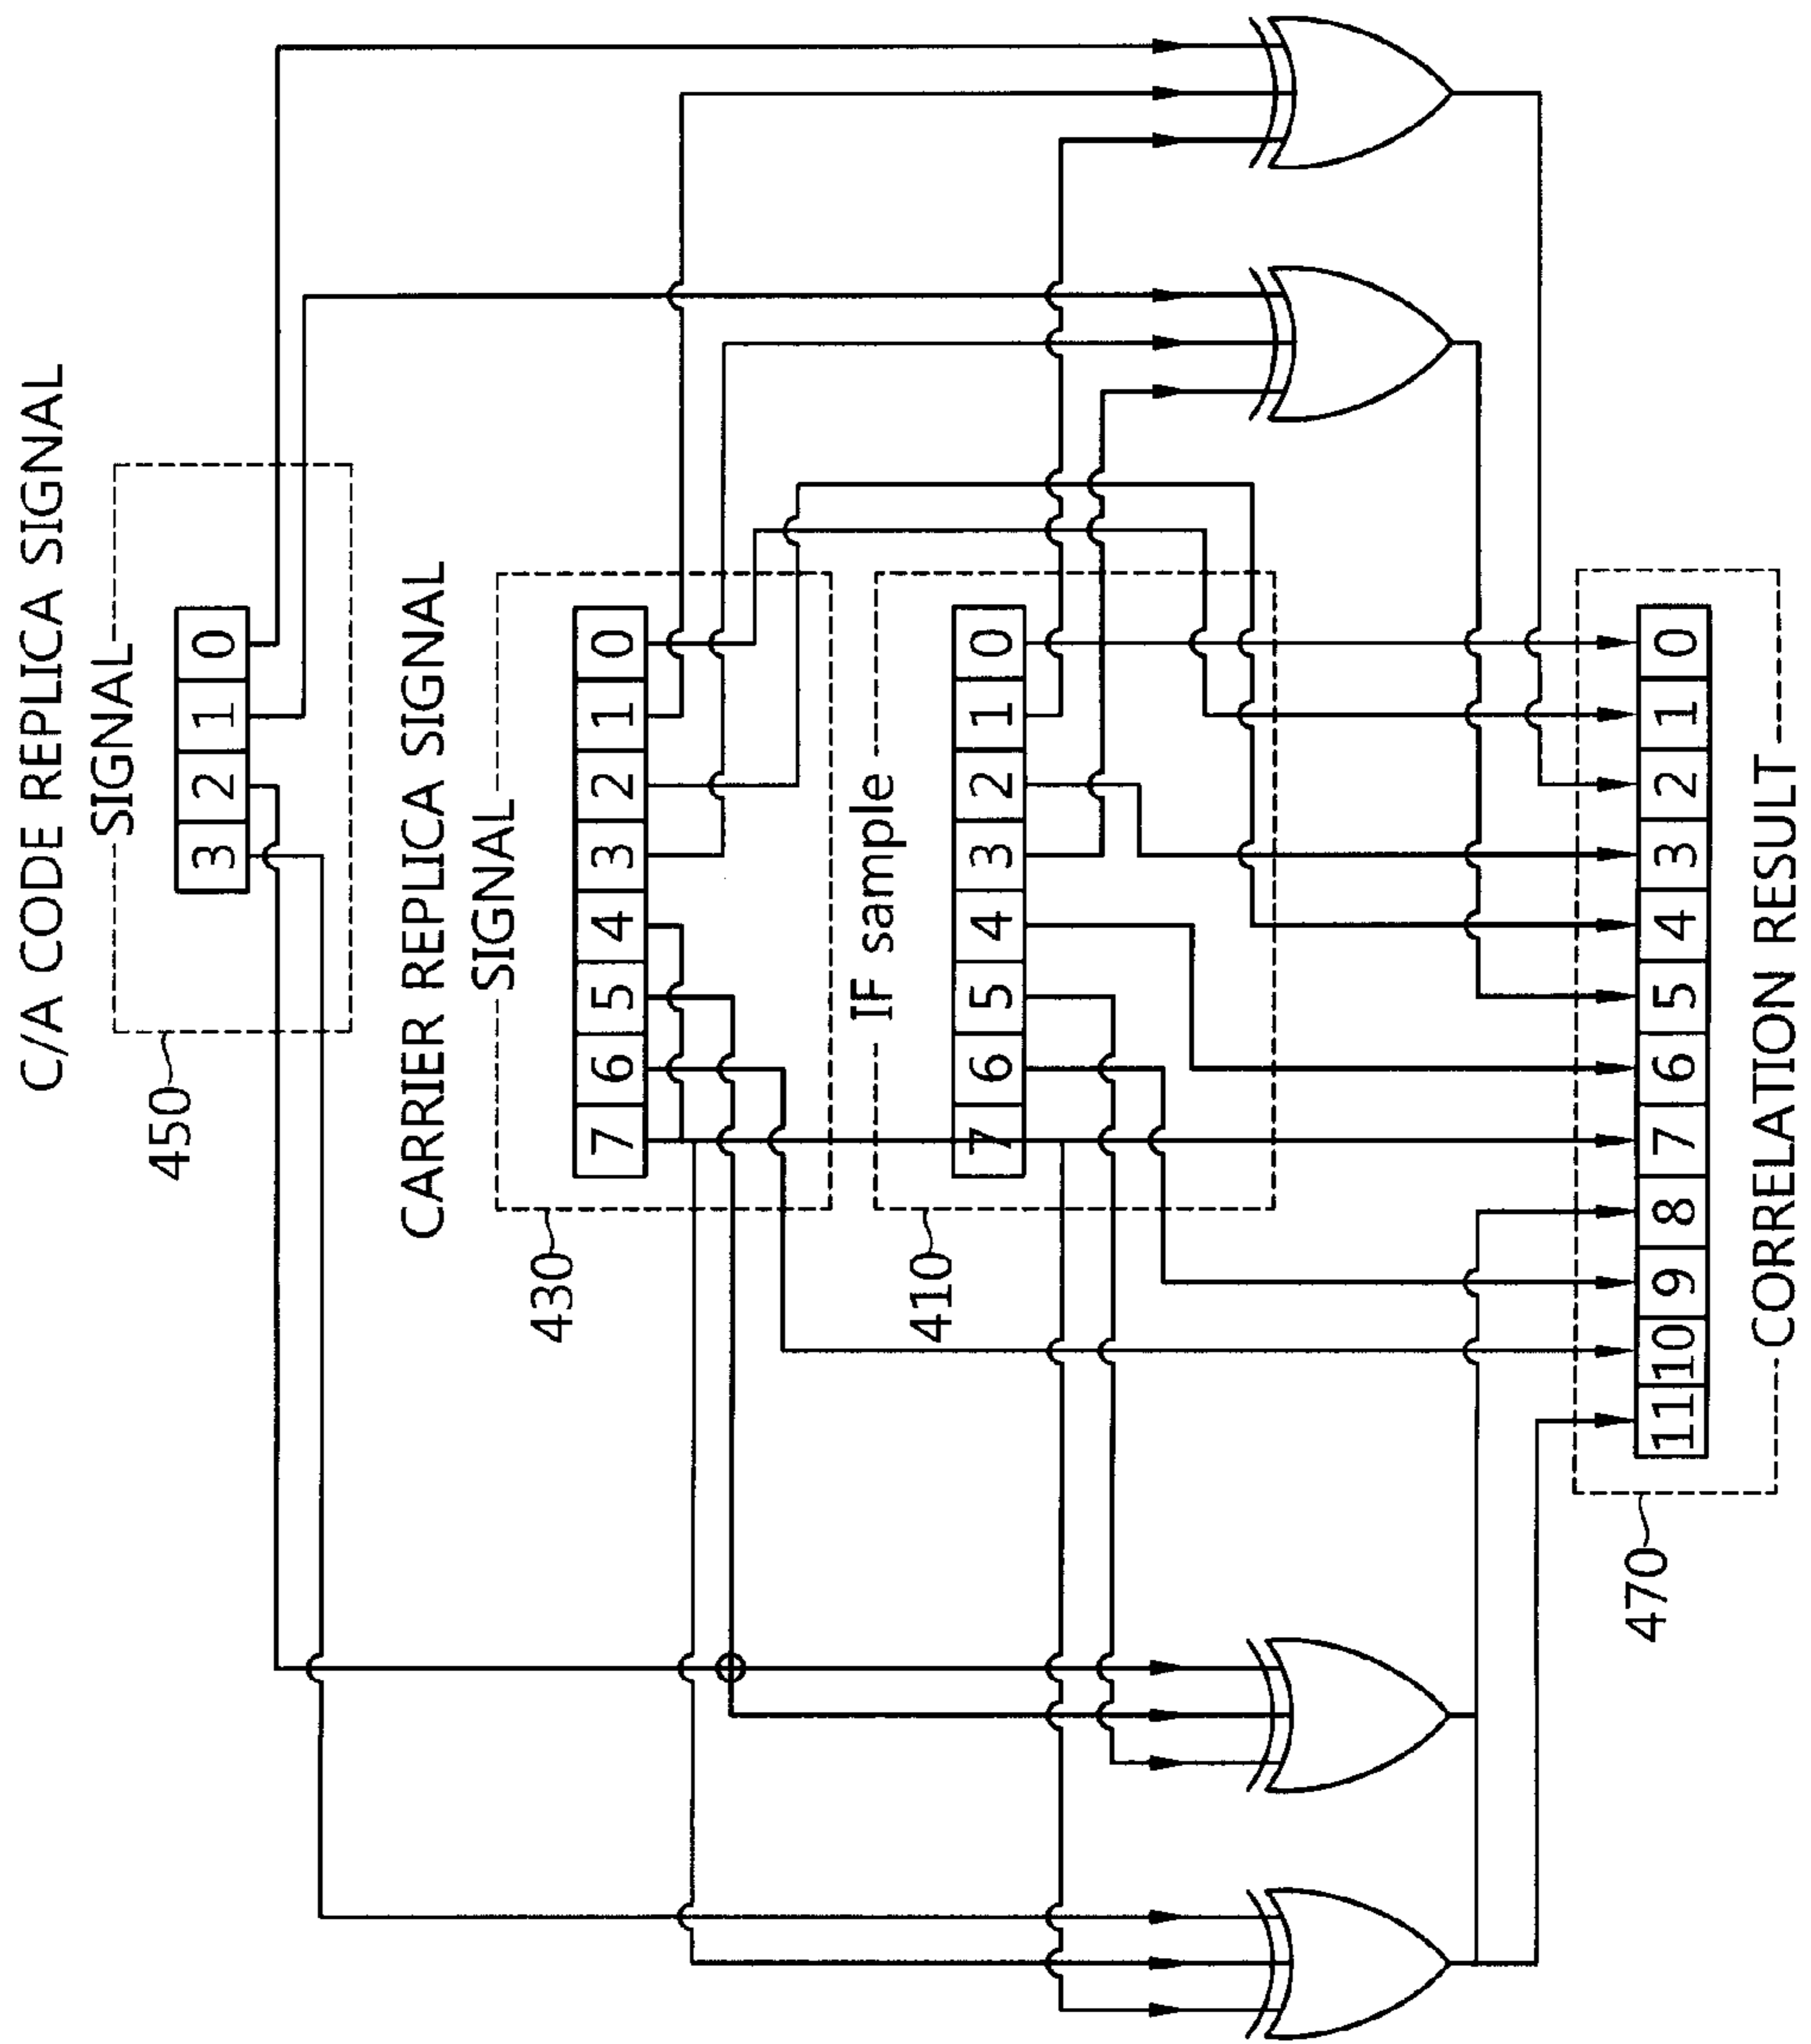 C/A CODE REPLICA SIGNAL
SIGNAL
3 2 1 0
450
CARRIER REPLICA SIGNAL
SIGNAL
7 6 5 4 3 2 1 0
430
IF sample
7 6 5 4 3 2 1 0
410
11 10 9 8 7 6 5 4 3 2 1 0
470
CORRELATION RESULT